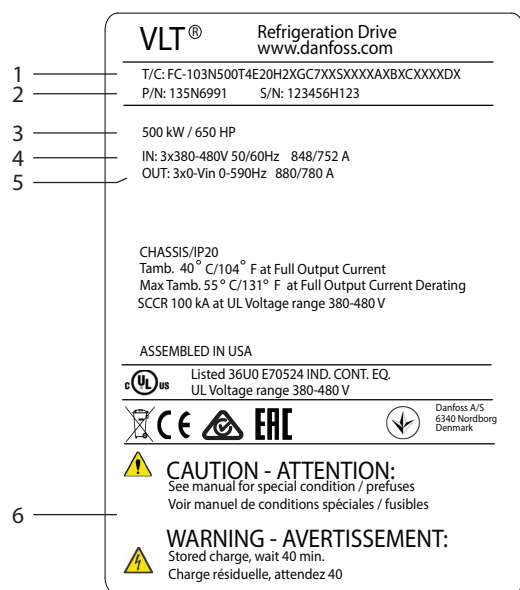 VLT® Refrigeration Drive
www.danfoss.com
1 T/C: FC-103N500T4E20H2XGC7XXSXXXXAXBXCXXXXDX
2 P/N: 135N6991 S/N: 123456H123
3 500 kW / 650 HP
4 IN: 3x380-480V 50/60Hz 848/752 A
5 OUT: 3x0-Vin 0-590Hz 880/780 A
CHASSIS/IP20
Tamb. 40° C/104° F at Full Output Current
Max Tamb. 55° C/131° F at Full Output Current Derating
SCCR 100 kA at UL Voltage range 380-480 V
ASSEMBLED IN USA
c UL us Listed 36U0 E70524 IND. CONT. EQ.
UL Voltage range 380-480 V
CE EAC
Danfoss A/S
6340 Nordborg
Denmark
CAUTION - ATTENTION:
See manual for special condition / prefuses
Voir manuel de conditions spéciales / fusibles
6
WARNING - AVERTISSEMENT:
Stored charge, wait 40 min.
Charge résiduelle, attendez 40